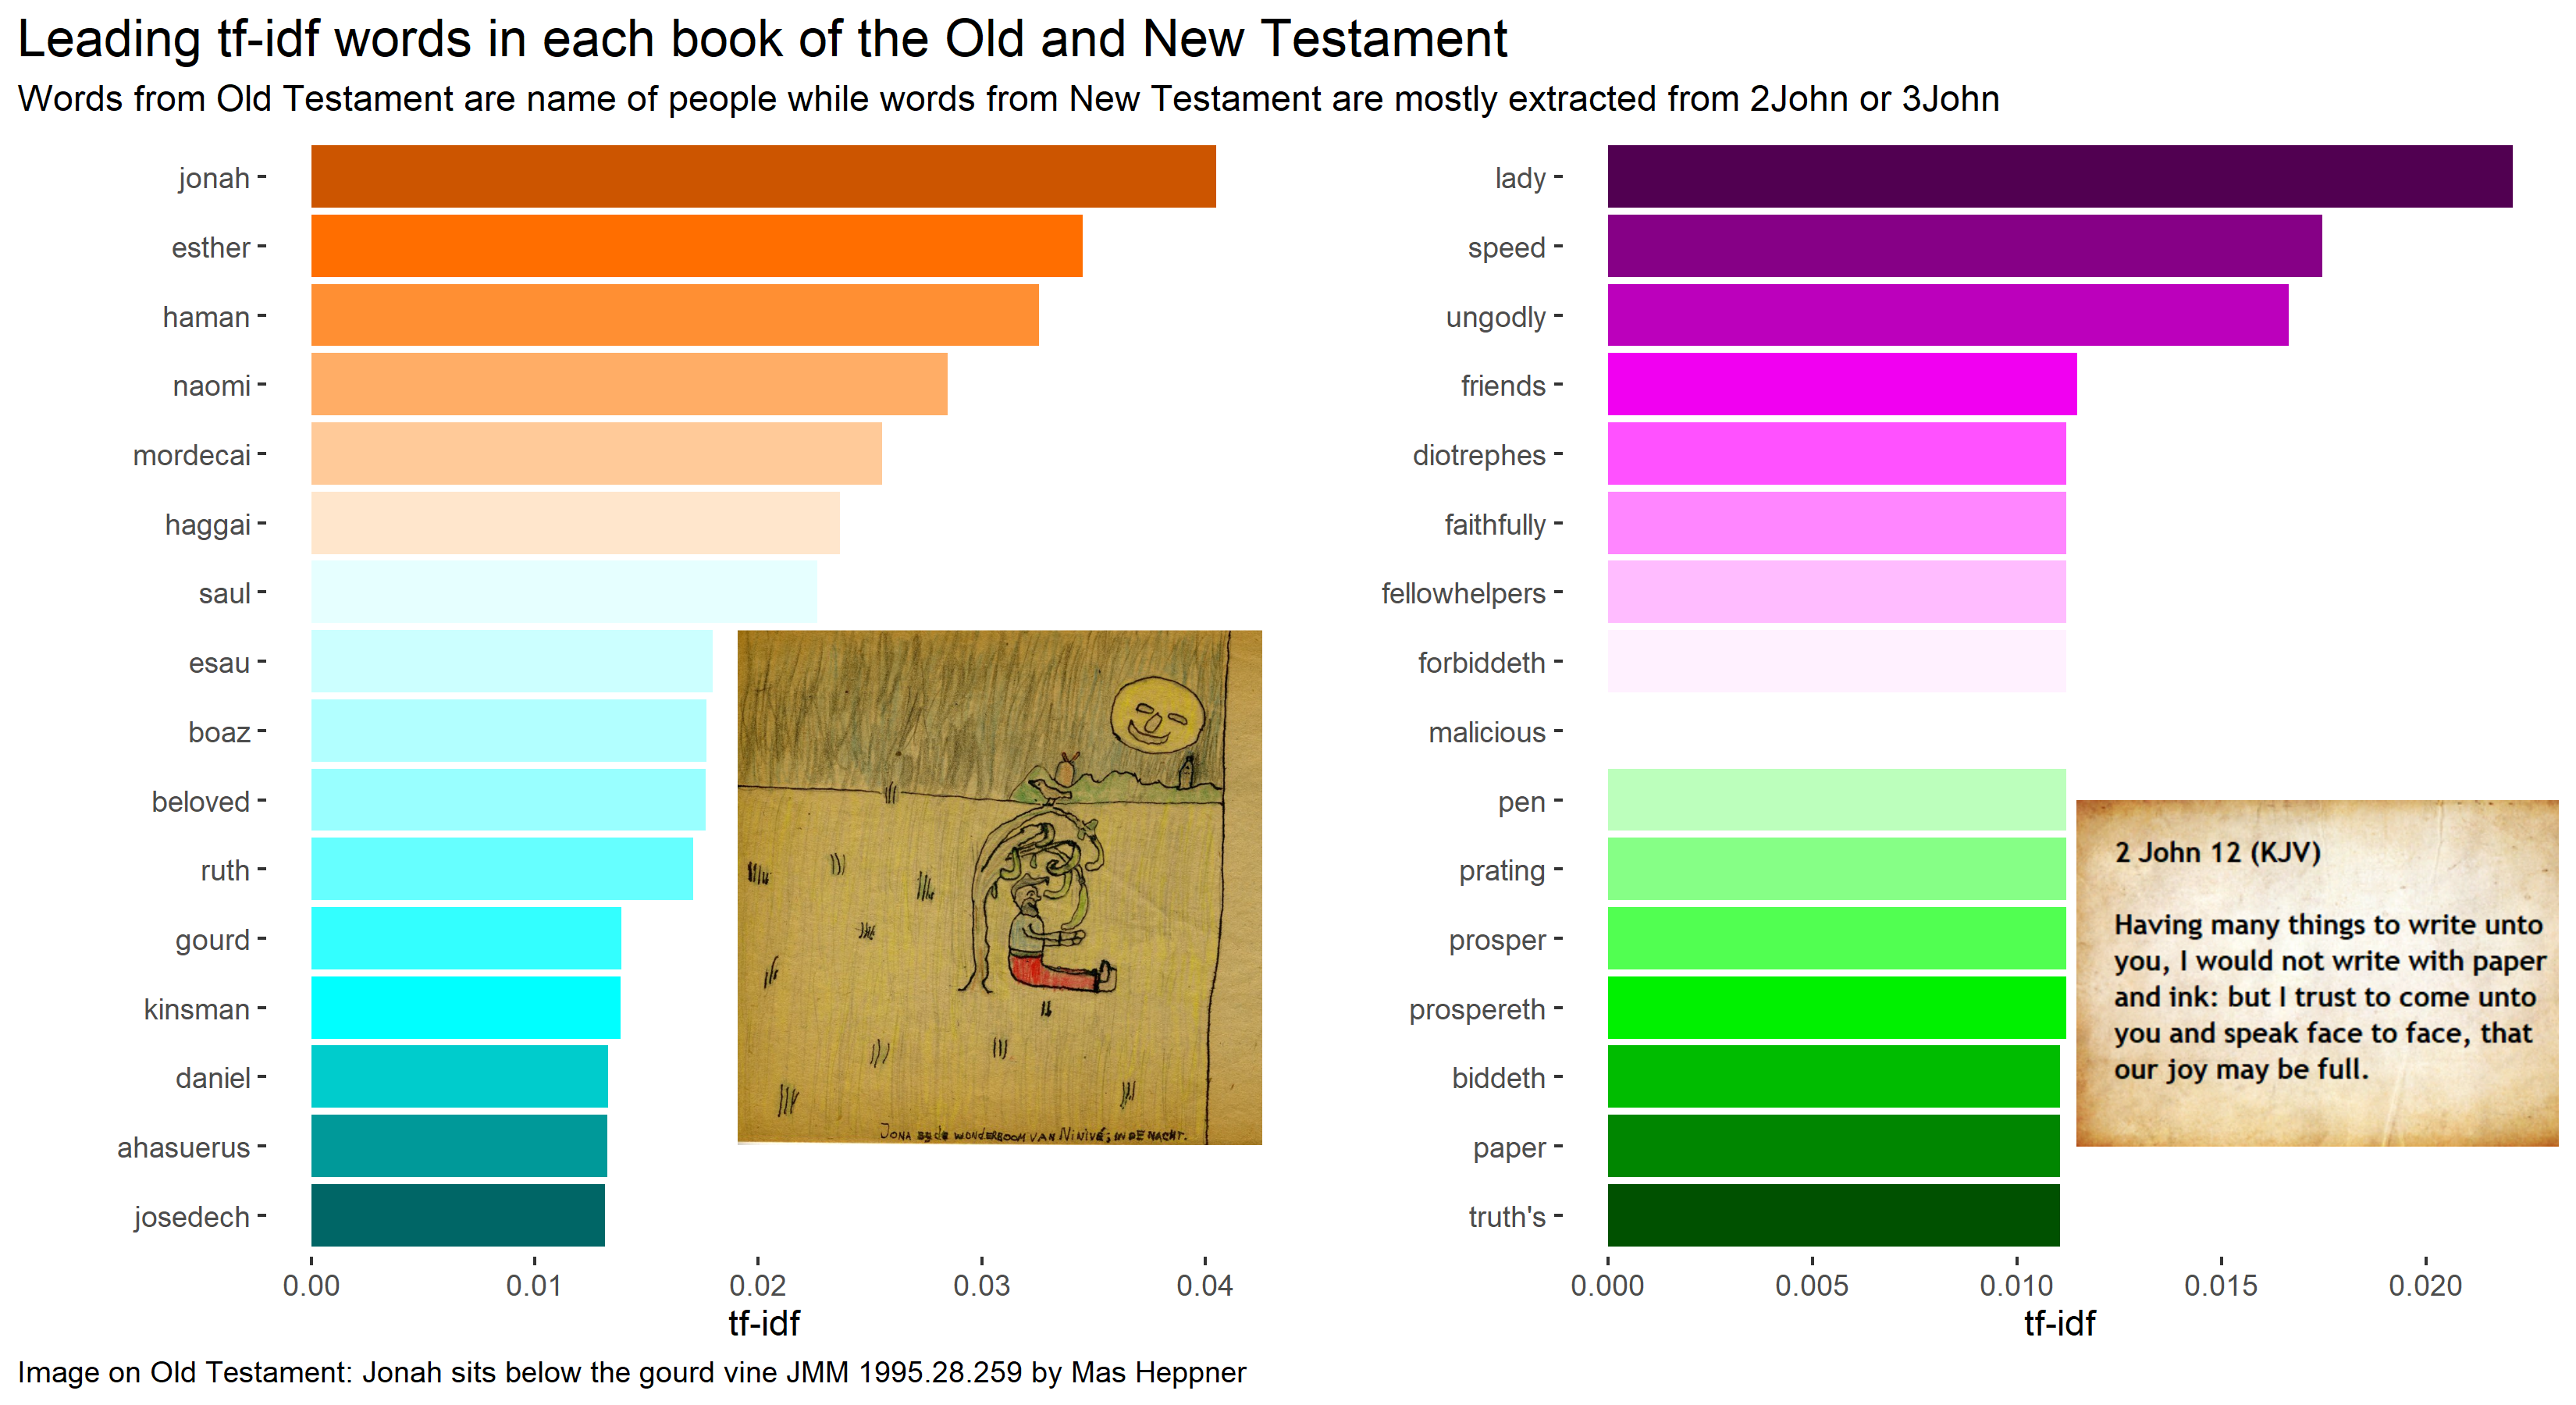 Leading tf-idf words in each book of the Old and New Testament
Words from Old Testament are name of people while words from New Testament are mostly extracted from 2John or 3John
jonah
esther
haman
naomi
mordecai
haggai
saul
esau
boaz
beloved
ruth
gourd
kinsman
daniel
ahasuerus
josedech
0.00 0.01 0.02 0.03 0.04
tf-idf
JONA WONDERBOOM VAN NINIVÉ; IN DE NACHT.
lady
speed
ungodly
friends
diotrephes
faithfully
fellowhelpers
forbiddeth
malicious
pen
prating
prosper
prospereth
biddeth
paper
truth's
0.000 0.005 0.010 0.015 0.020
tf-idf
2 John 12 (KJV)
Having many things to write unto
you, I would not write with paper
and ink: but I trust to come unto
you and speak face to face, that
our joy may be full.
Image on Old Testament: Jonah sits below the gourd vine JMM 1995.28.259 by Mas Heppner